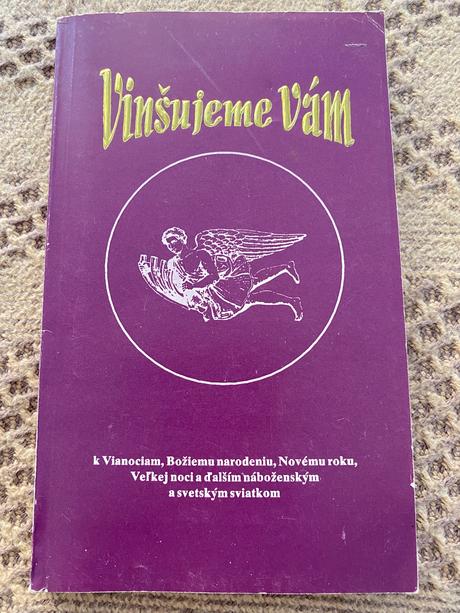 Vinšujeme Vám
k Vianociam, Božiemu narodeniu, Novému roku,
Veľkej noci a ďalším náboženským
a svetským sviatkom